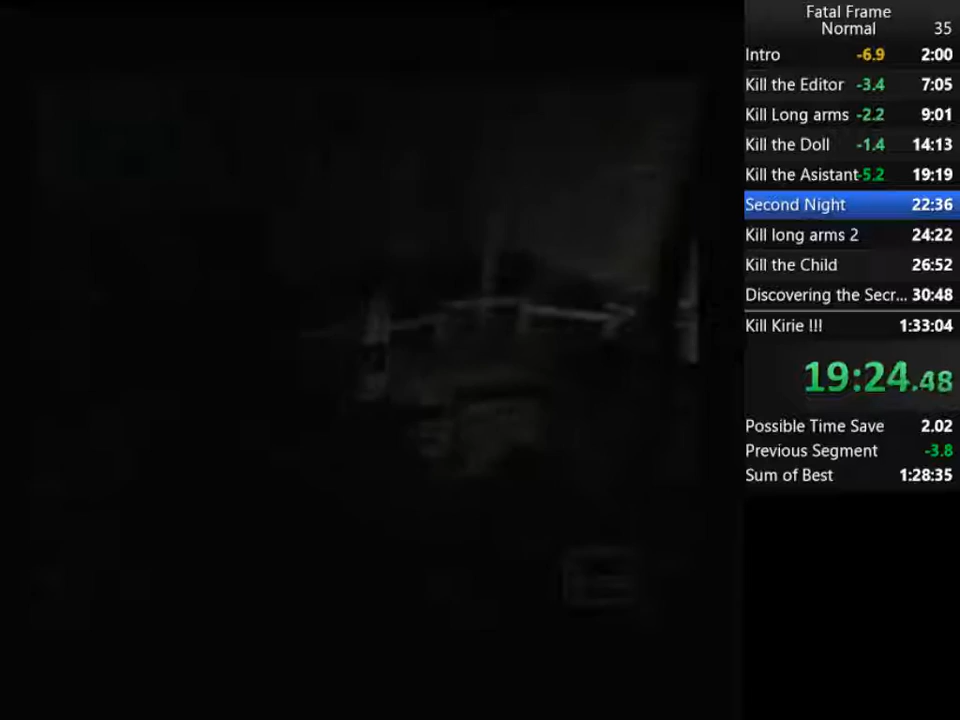 Fatal Frame
Normal 35
Intro -6.9 2:00
Kill the Editor -3.4 7:05
Kill Long arms -2.2 9:01
Kill the Doll -1.4 14:13
Kill the Asistant -5.2 19:19
Second Night 22:36
Kill long arms 2 24:22
Kill the Child 26:52
Discovering the Secr... 30:48
Kill Kirie !!! 1:33:04
19:24.48
Possible Time Save 2.02
Previous Segment -3.8
Sum of Best 1:28:35